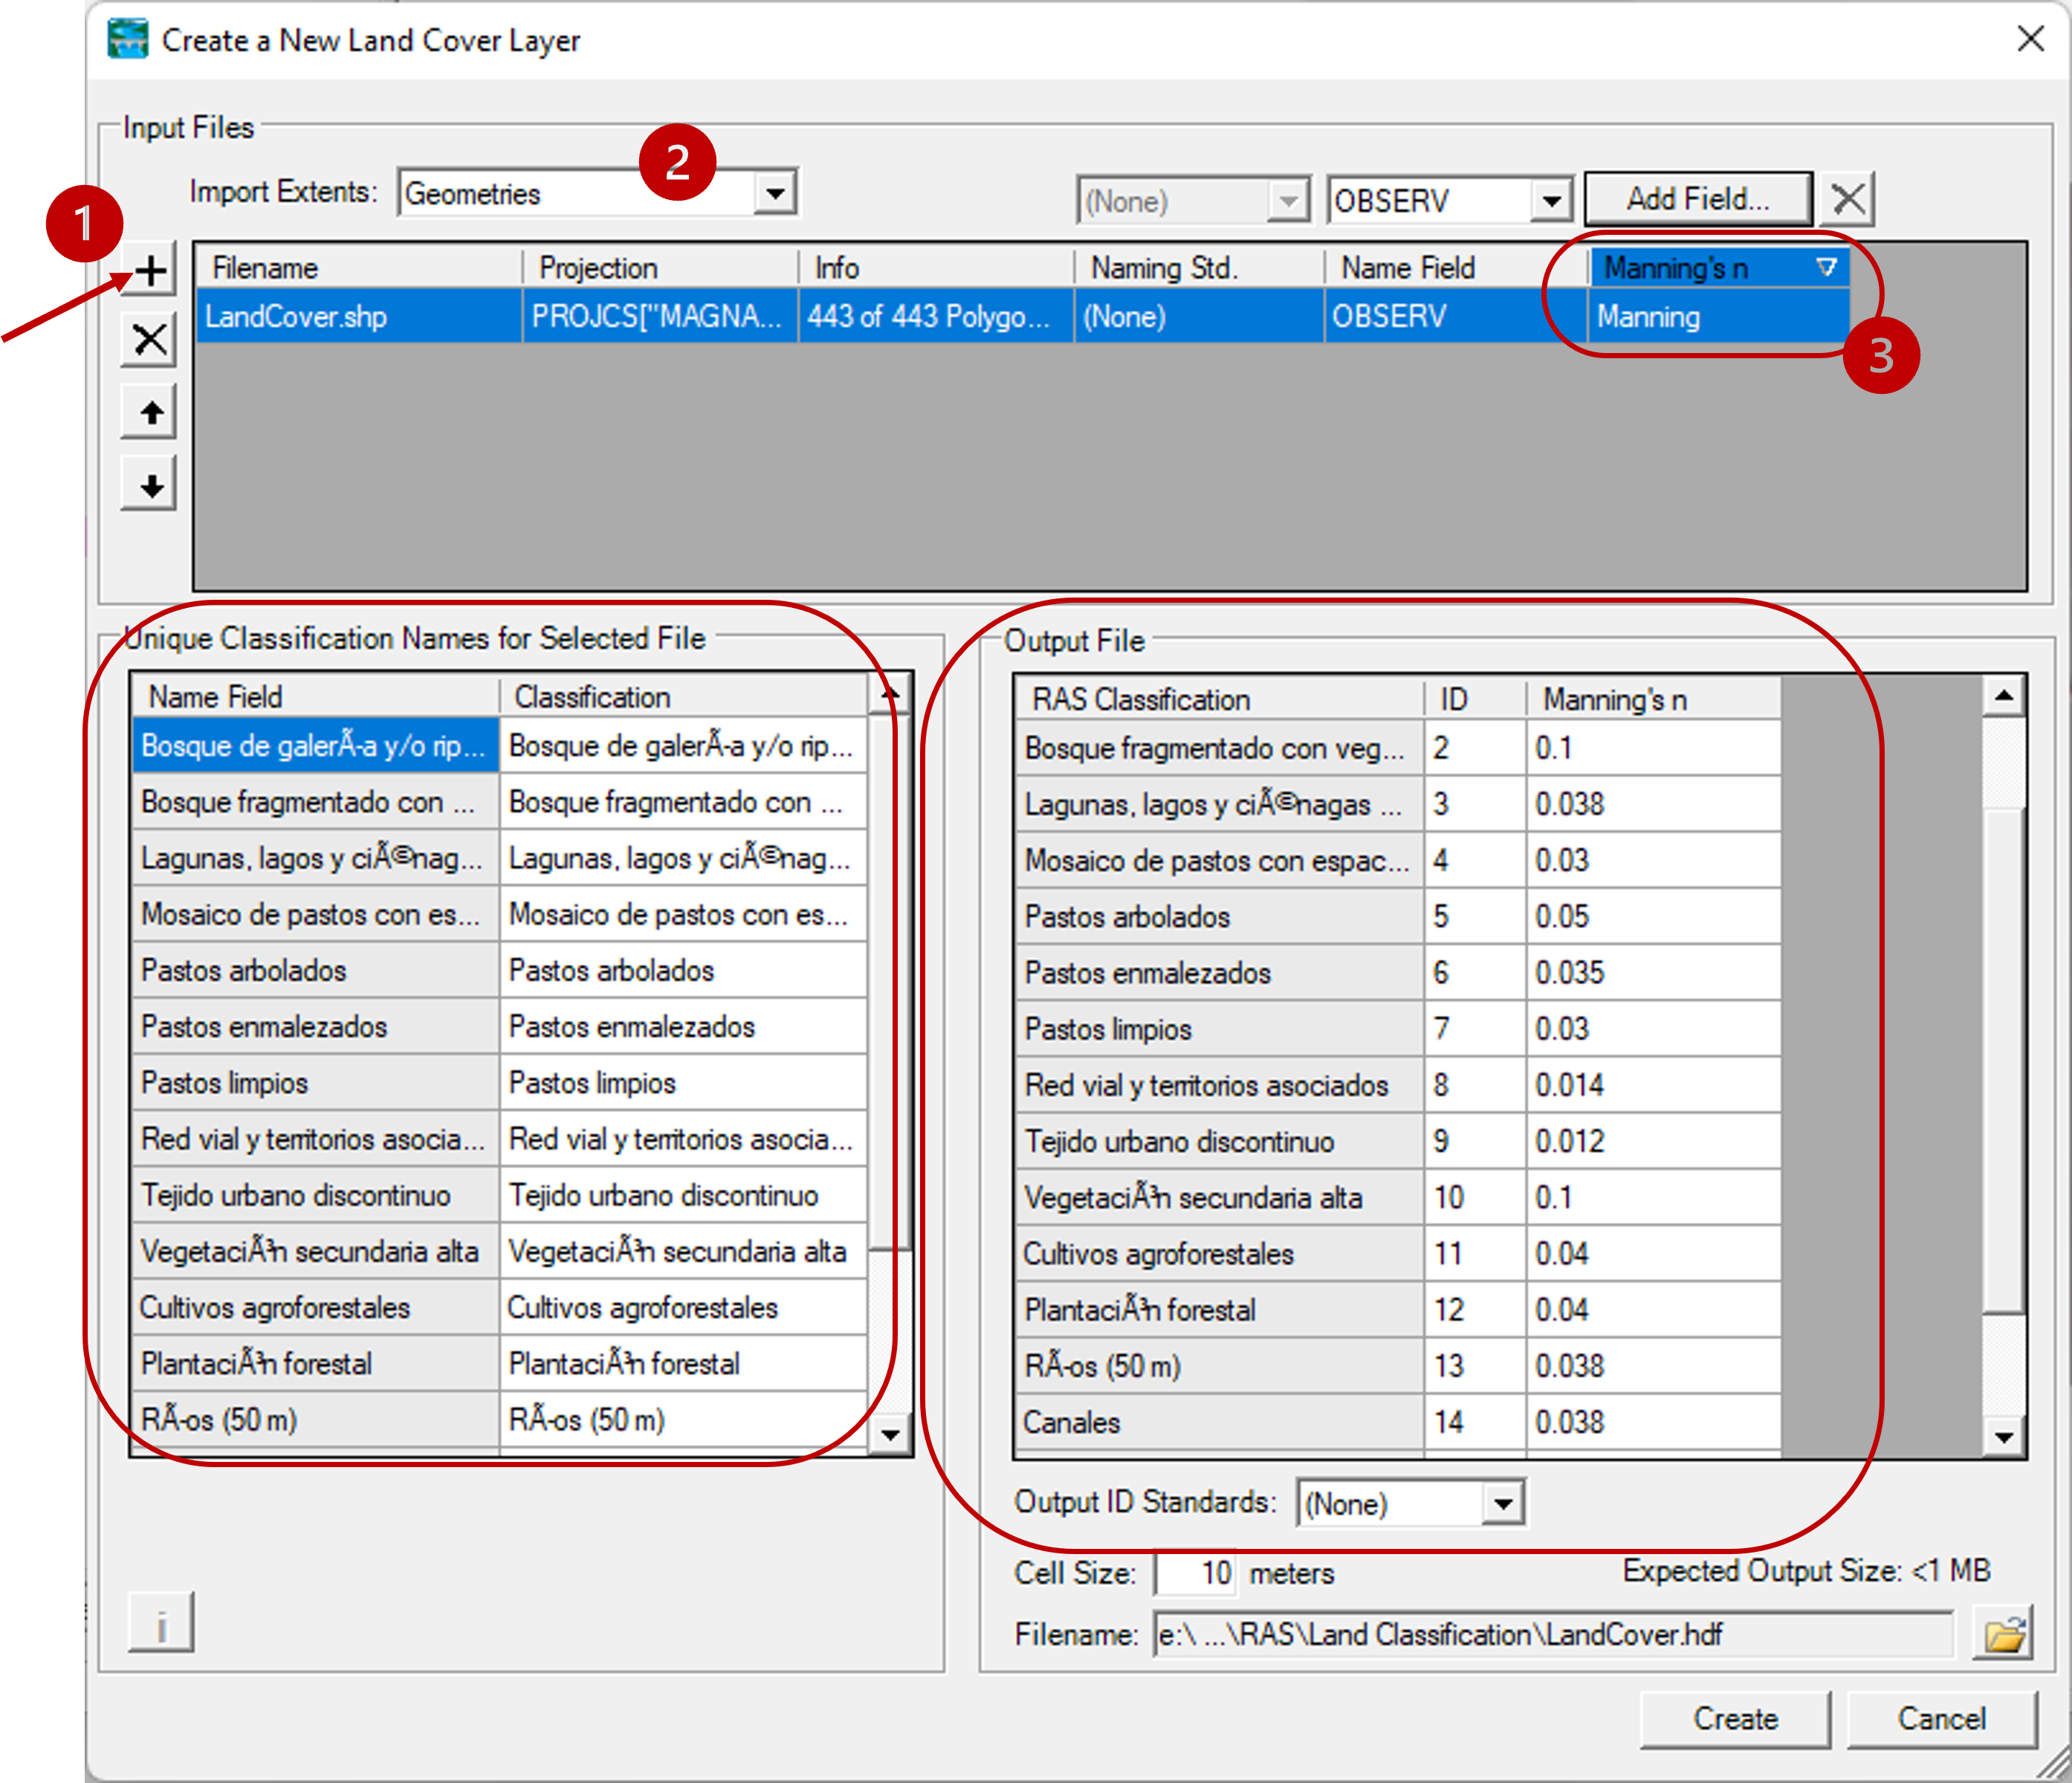 Create a New Land Cover Layer
Input Files
2
Import Extents: Geometries (None) OBSERV Add Field...
1
Filename Projection Info Naming Std. Name Field Manning's n
LandCover.shp PROJCS["MAGNA... 443 of 443 Polygo... (None) OBSERV Manning
3
Unique Classification Names for Selected File
Name Field Classification
Bosque de galerÃ-a y/o rip... Bosque de galerÃ-a y/o rip...
Bosque fragmentado con ... Bosque fragmentado con ...
Lagunas, lagos y ciÃ©nag... Lagunas, lagos y ciÃ©nag...
Mosaico de pastos con es... Mosaico de pastos con es...
Pastos arbolados Pastos arbolados
Pastos enmalezados Pastos enmalezados
Pastos limpios Pastos limpios
Red vial y territorios asocia... Red vial y territorios asocia...
Tejido urbano discontinuo Tejido urbano discontinuo
VegetaciÃ³n secundaria alta VegetaciÃ³n secundaria alta
Cultivos agroforestales Cultivos agroforestales
PlantaciÃ³n forestal PlantaciÃ³n forestal
RÃ-os (50 m) RÃ-os (50 m)
i
Output File
RAS Classification ID Manning's n
Bosque fragmentado con veg... 2 0.1
Lagunas, lagos y ciÃ©nagas ... 3 0.038
Mosaico de pastos con espac... 4 0.03
Pastos arbolados 5 0.05
Pastos enmalezados 6 0.035
Pastos limpios 7 0.03
Red vial y territorios asociados 8 0.014
Tejido urbano discontinuo 9 0.012
VegetaciÃ³n secundaria alta 10 0.1
Cultivos agroforestales 11 0.04
PlantaciÃ³n forestal 12 0.04
RÃ-os (50 m) 13 0.038
Canales 14 0.038
Output ID Standards: (None)
Cell Size: 10 meters Expected Output Size: <1 MB
Filename: e:\ ...\RAS\Land Classification\LandCover.hdf
Create Cancel